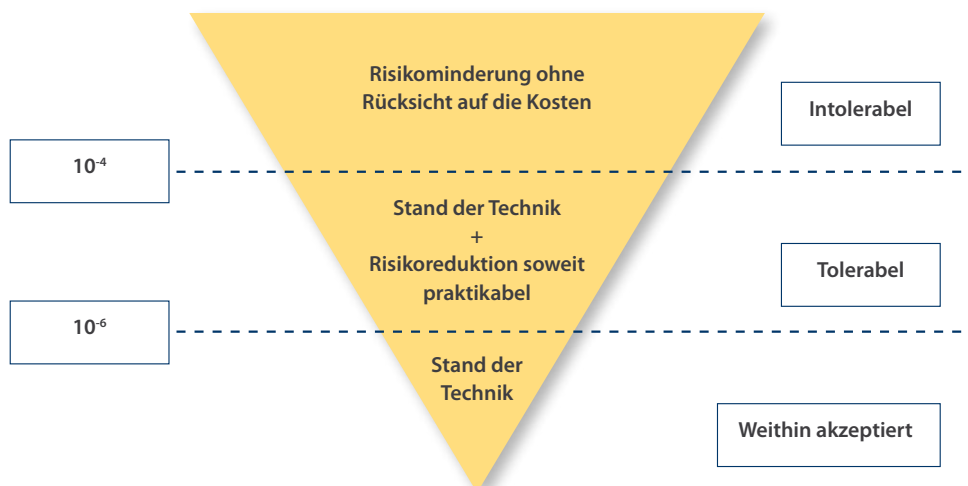 Risikominderung ohne
Rücksicht auf die Kosten
Intolerabel
10⁻⁴
Stand der Technik
+
Risikoreduktion soweit
praktikabel
Tolerabel
10⁻⁶
Stand der
Technik
Weithin akzeptiert